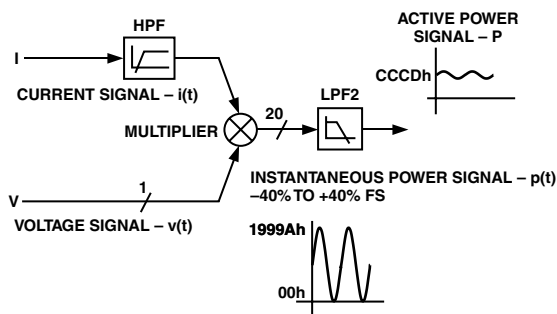 HPF
I
CURRENT SIGNAL – i(t)
ACTIVE POWER
SIGNAL – P
CCCDh
20
LPF2
MULTIPLIER
1
V
VOLTAGE SIGNAL – v(t)
INSTANTANEOUS POWER SIGNAL – p(t)
–40% TO +40% FS
1999Ah
00h